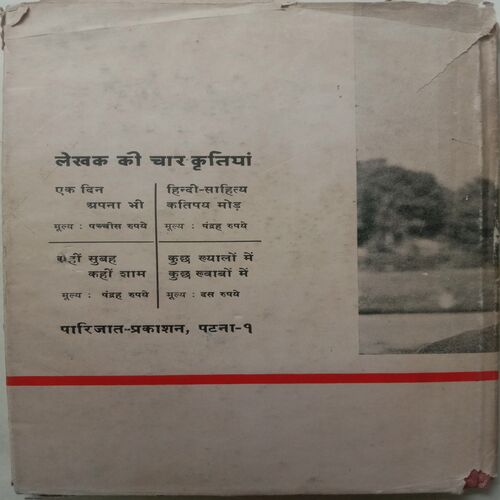 लेखक की चार कृतियां
एक दिन
अपना भी
मूल्य : पच्चीस रुपये
हिन्दी-साहित्य
कतिपय मोड़
मूल्य : पंद्रह रुपये
कहीं सुबह
कहीं शाम
मूल्य : पंद्रह रुपये
कुछ ख्यालों में
कुछ ख्वाबों में
मूल्य : दस रुपये
पारिजात-प्रकाशन, पटना-१